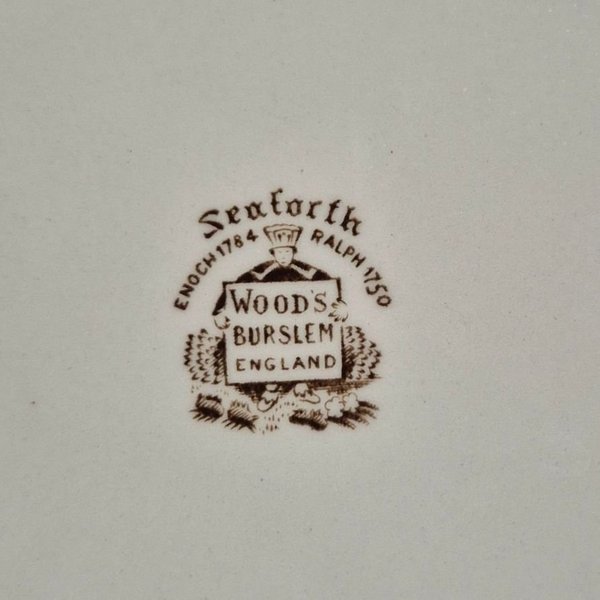 Seaforth
ENOCH 1784 RALPH 1750
WOOD'S
BURSLEM
ENGLAND